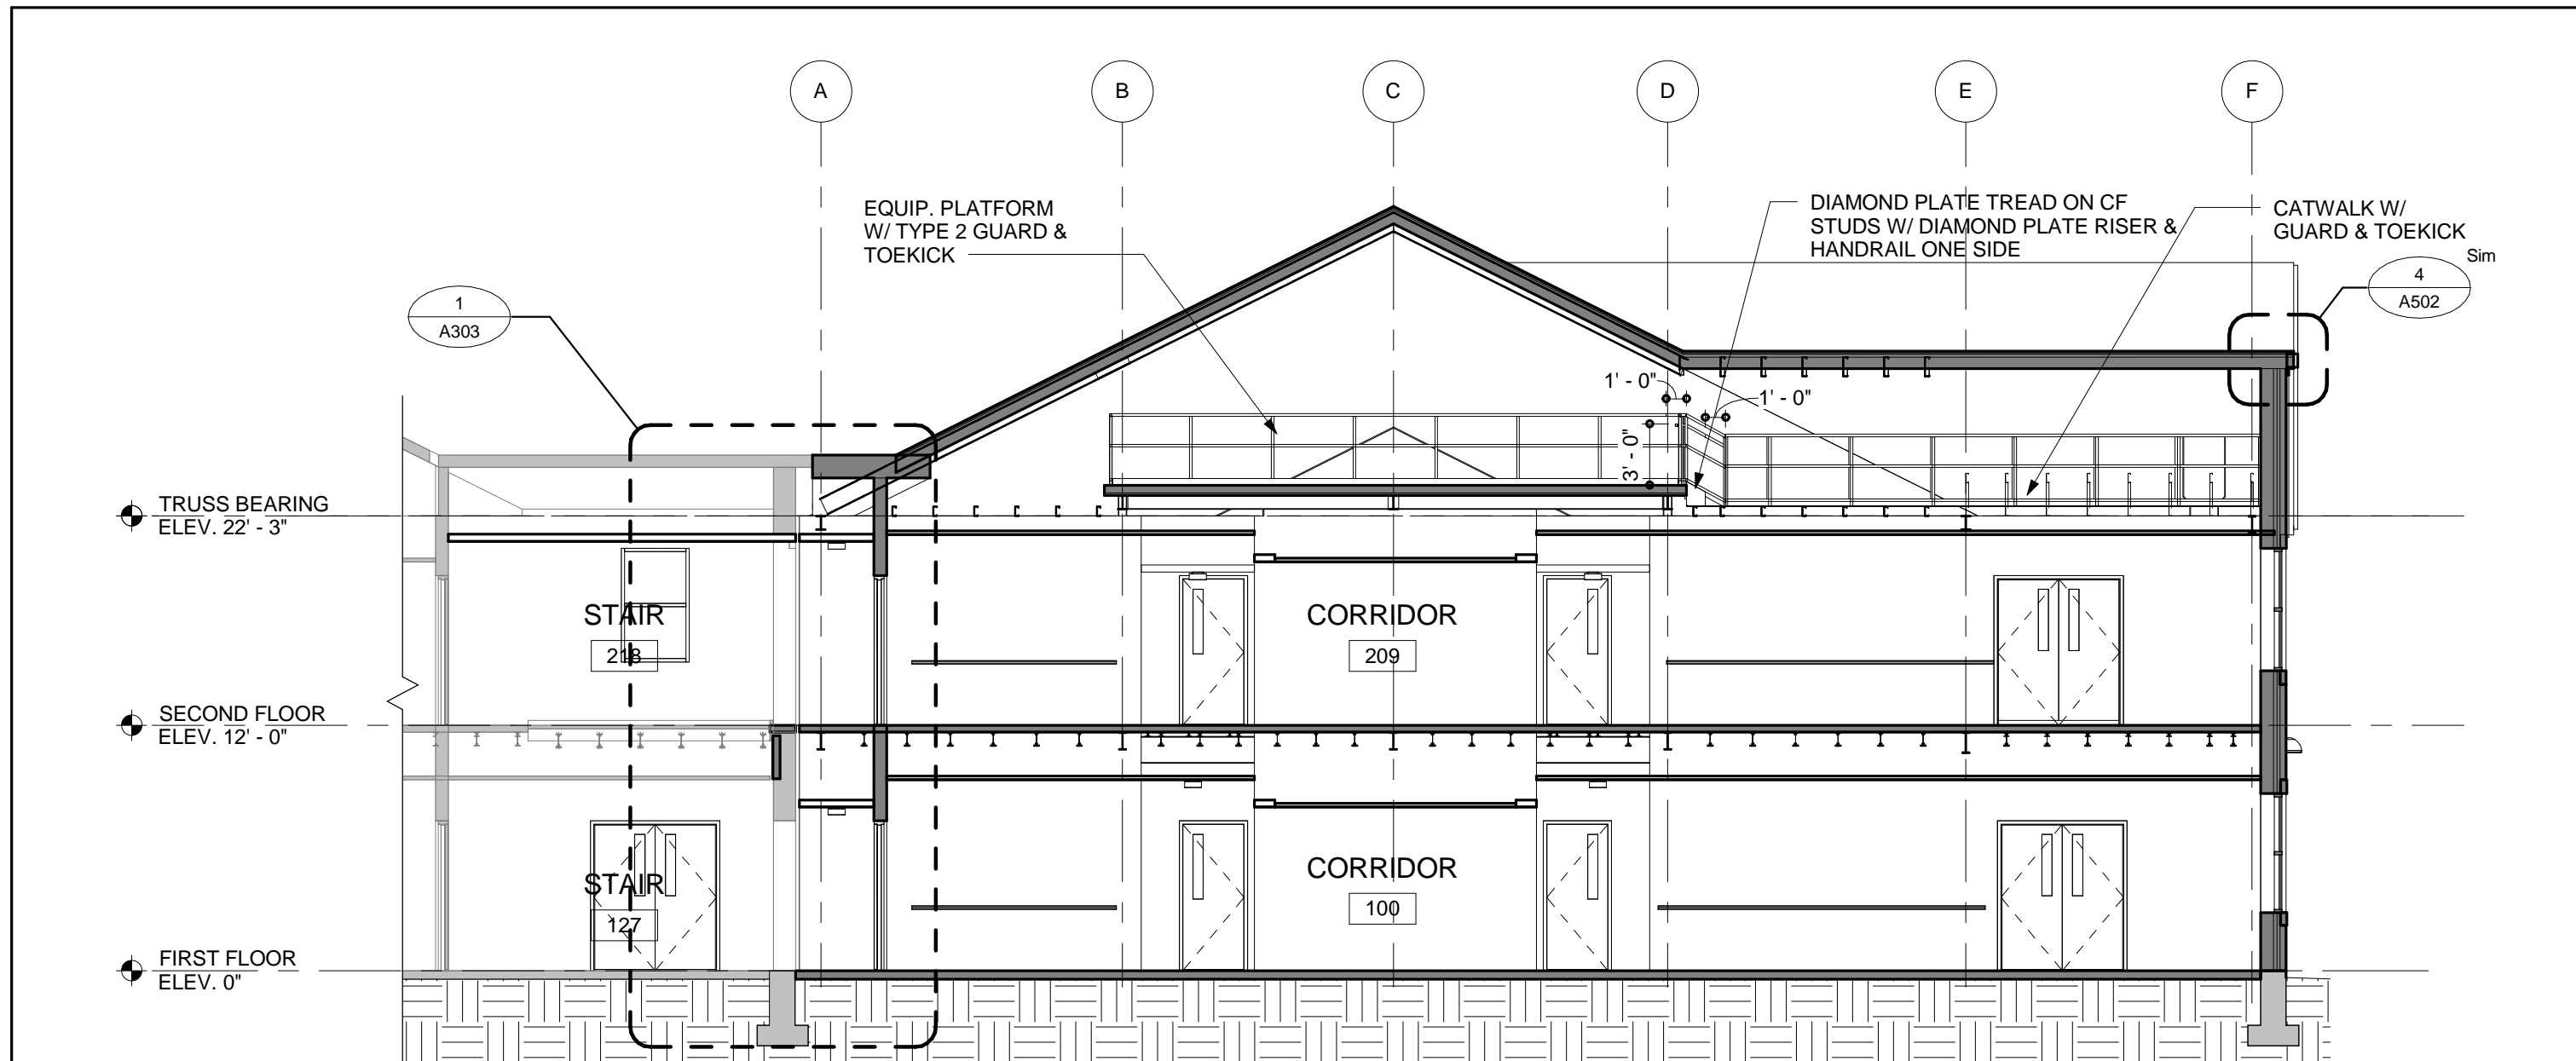 A
B
C
D
E
F
EQUIP. PLATFORM
W/ TYPE 2 GUARD &
TOEKICK
DIAMOND PLATE TREAD ON CF
STUDS W/ DIAMOND PLATE RISER &
HANDRAIL ONE SIDE
CATWALK W/
GUARD & TOEKICK
Sim
4
A502
1
A303
1' - 0"
1' - 0"
3' - 0"
TRUSS BEARING
ELEV. 22' - 3"
STAIR
218
CORRIDOR
209
SECOND FLOOR
ELEV. 12' - 0"
STAIR
127
CORRIDOR
100
FIRST FLOOR
ELEV. 0"